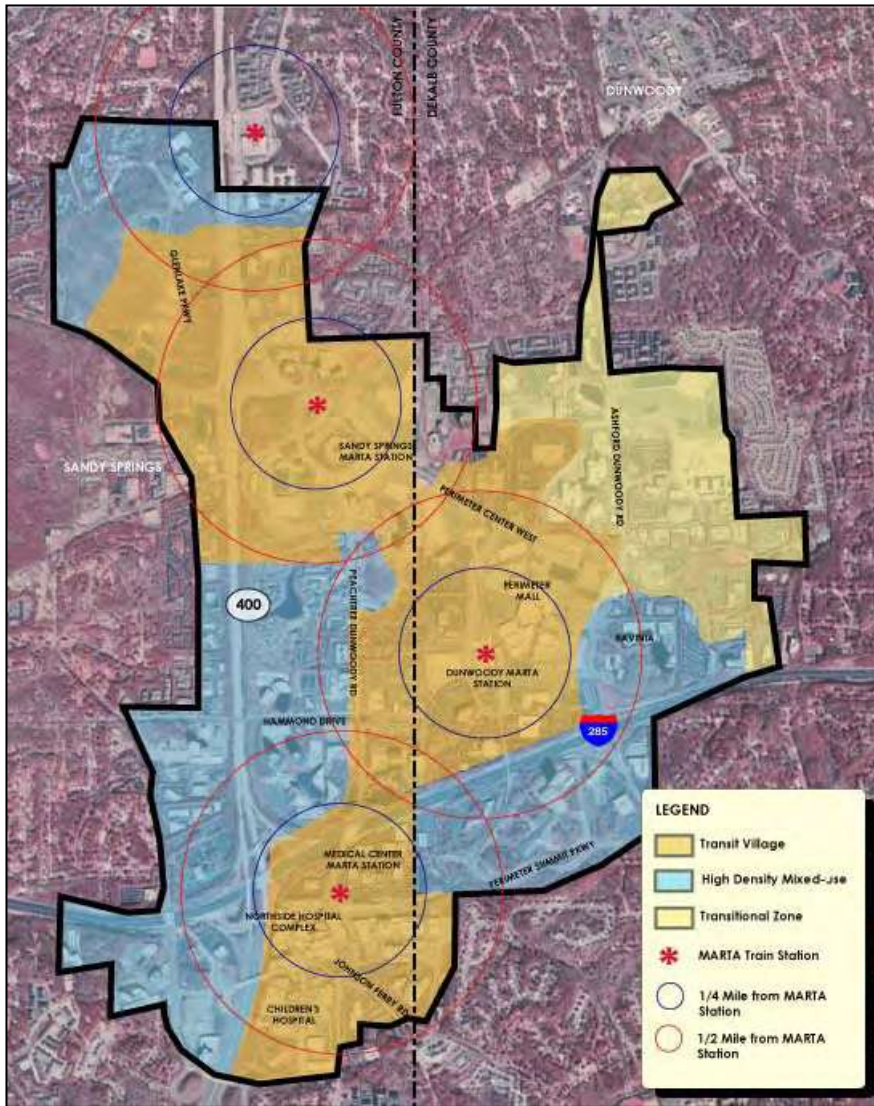 FULTON COUNTY
DEKALB COUNTY
DUNWOODY
GLENLAKE PKWY
SANDY SPRINGS
MARTA STATION
SANDY SPRINGS
ASHFORD DUNWOODY RD
PERIMETER CENTER WEST
400
PEACHTREE DUNWOODY RD
PERIMETER
MALL
RAVINIA
DUNWOODY MARTA
STATION
HAMMOND DRIVE
285
MEDICAL CENTER
MARTA STATION
PERIMETER SUMMIT PKWY
NORTHSIDE HOSPITAL
COMPLEX
JOHNSON FERRY RD
CHILDREN'S
HOSPITAL
LEGEND
Transit Village
High Density Mixed-use
Transitional Zone
MARTA Train Station
1/4 Mile from MARTA
Station
1/2 Mile from MARTA
Station